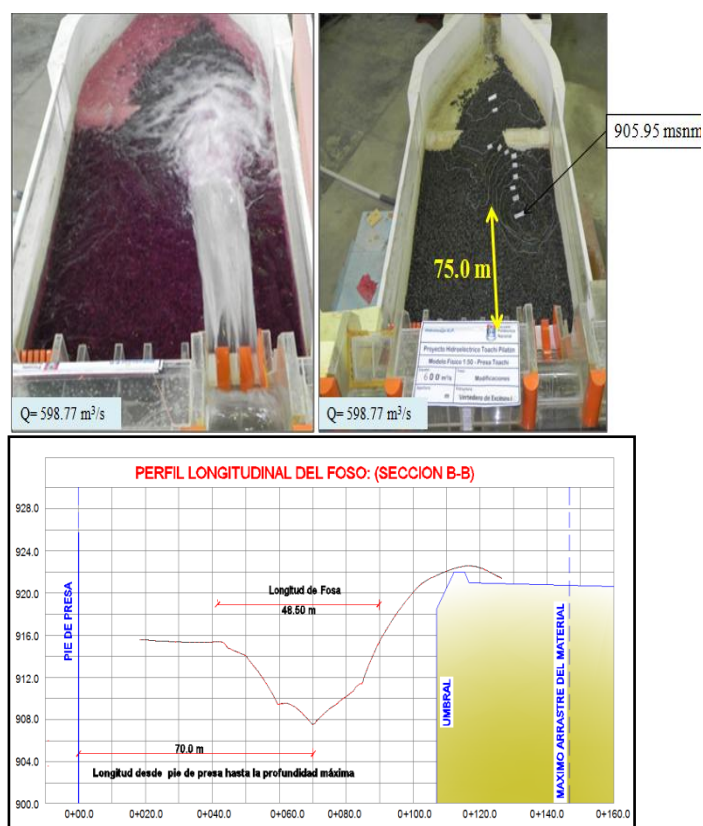 905.95 msnm
75.0 m
Proyecto Hidroeléctrico Toachi Pilatón
Modelo Físico 1:50 - Presa Toachi
600 m³/s
Modificaciones
m
Vertedero de Excesos-I
Q= 598.77 m³/s
Q= 598.77 m³/s
PERFIL LONGITUDINAL DEL FOSO: (SECCION B-B)
928.0
924.0
920.0
916.0
912.0
908.0
904.0
900.0
PIE DE PRESA
Longitud de Fosa
48.50 m
70.0 m
Longitud desde pie de presa hasta la profundidad máxima
UMBRAL
MAXIMO ARRASTRE DEL MATERIAL
0+00.0
0+020.0
0+040.0
0+060.0
0+080.0
0+100.0
0+120.0
0+140.0
0+160.0